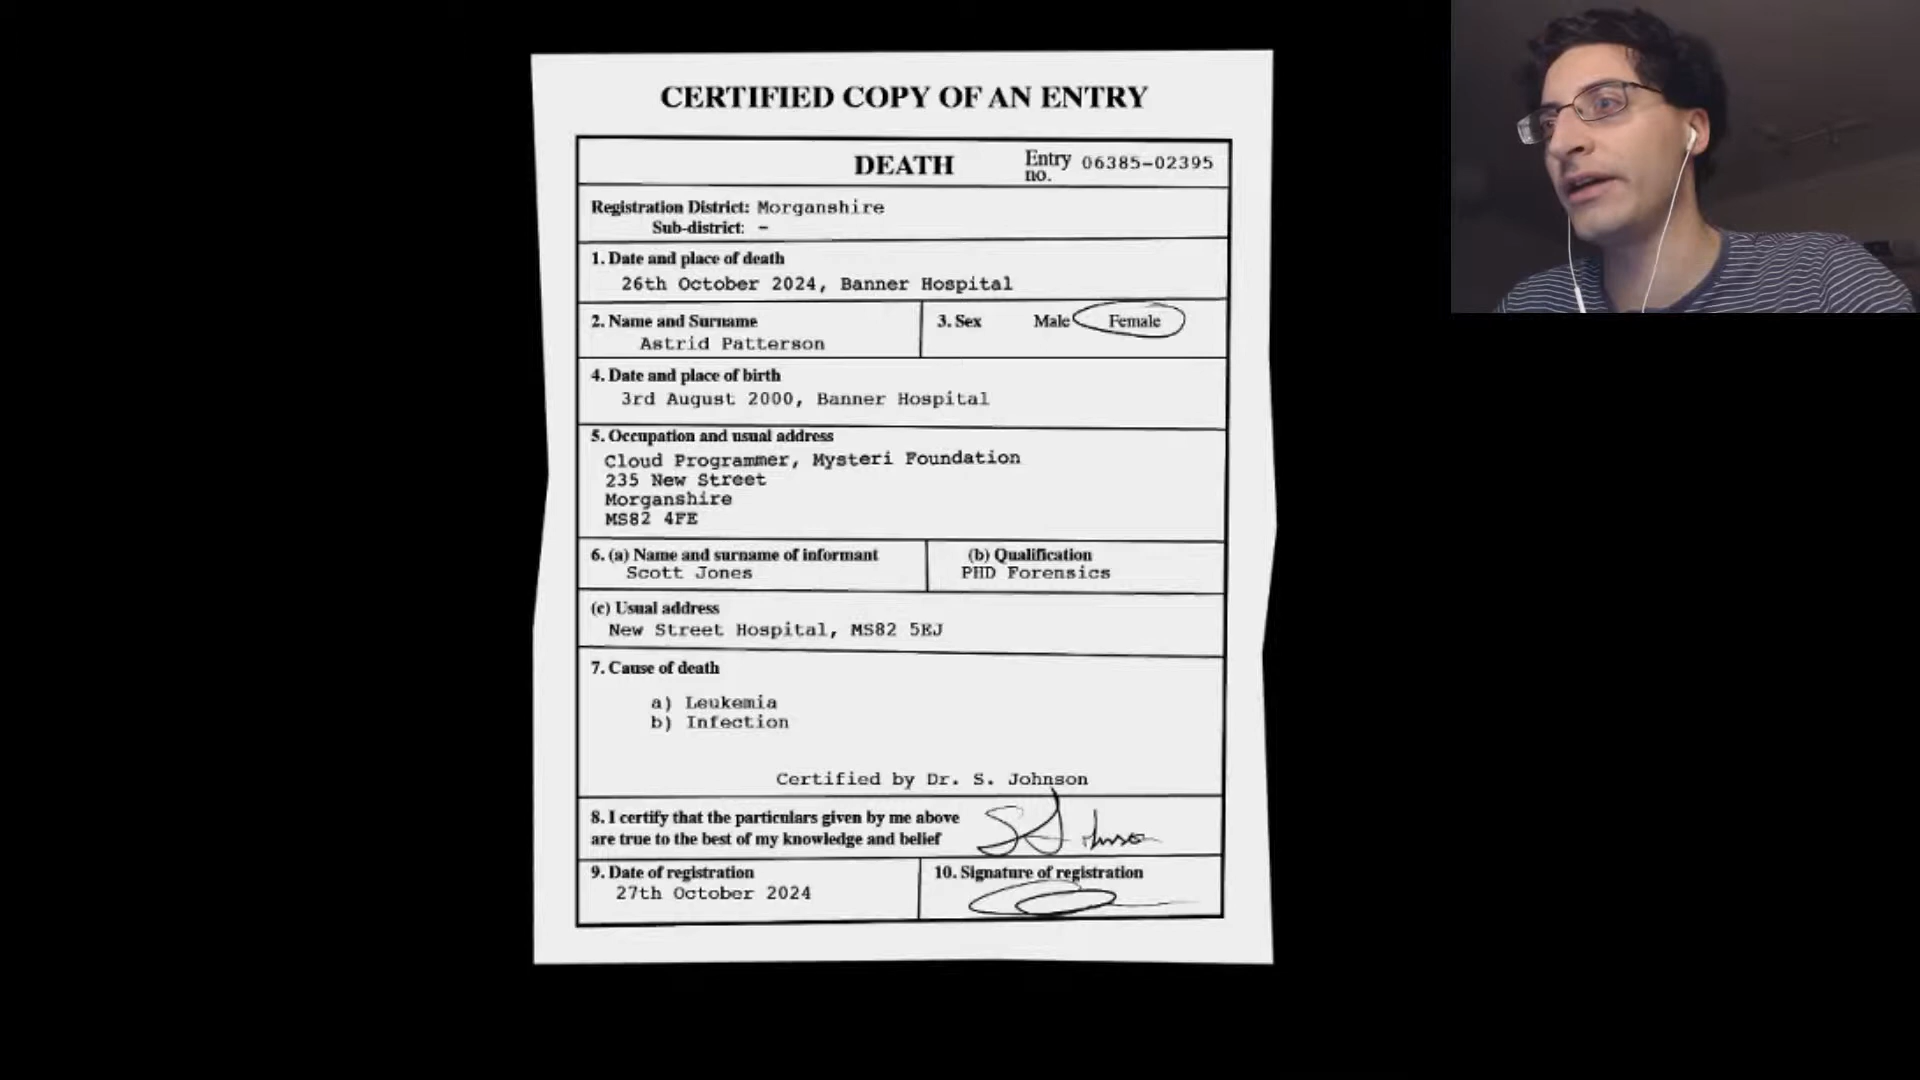 CERTIFIED COPY OF AN ENTRY
DEATH
Entry no. 06385-02395
Registration District: Morganshire
Sub-district: -
1. Date and place of death
26th October 2024, Banner Hospital
2. Name and Surname
Astrid Patterson
3. Sex Male Female
4. Date and place of birth
3rd August 2000, Banner Hospital
5. Occupation and usual address
Cloud Programmer, Mysteri Foundation
235 New Street
Morganshire
MS82 4FE
6. (a) Name and surname of informant
Scott Jones
(b) Qualification
PHD Forensics
(c) Usual address
New Street Hospital, MS82 5EJ
7. Cause of death
a) Leukemia
b) Infection
Certified by Dr. S. Johnson
8. I certify that the particulars given by me above
are true to the best of my knowledge and belief
S Johnson
9. Date of registration
27th October 2024
10. Signature of registration